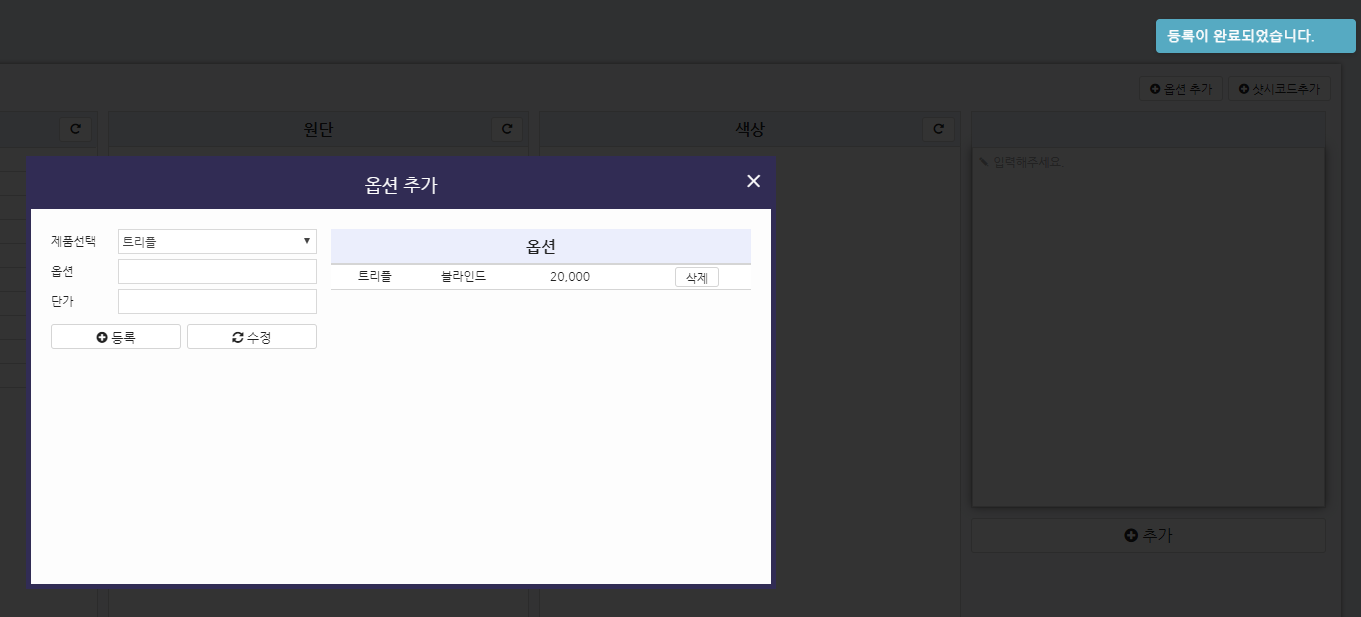 등록이 완료되었습니다.
옵션 추가
샷시코드추가
원단
색상
입력해주세요.
옵션 추가
제품선택
트리플
옵션
단가
등록
수정
옵션
트리플 블라인드 20,000 삭제
추가